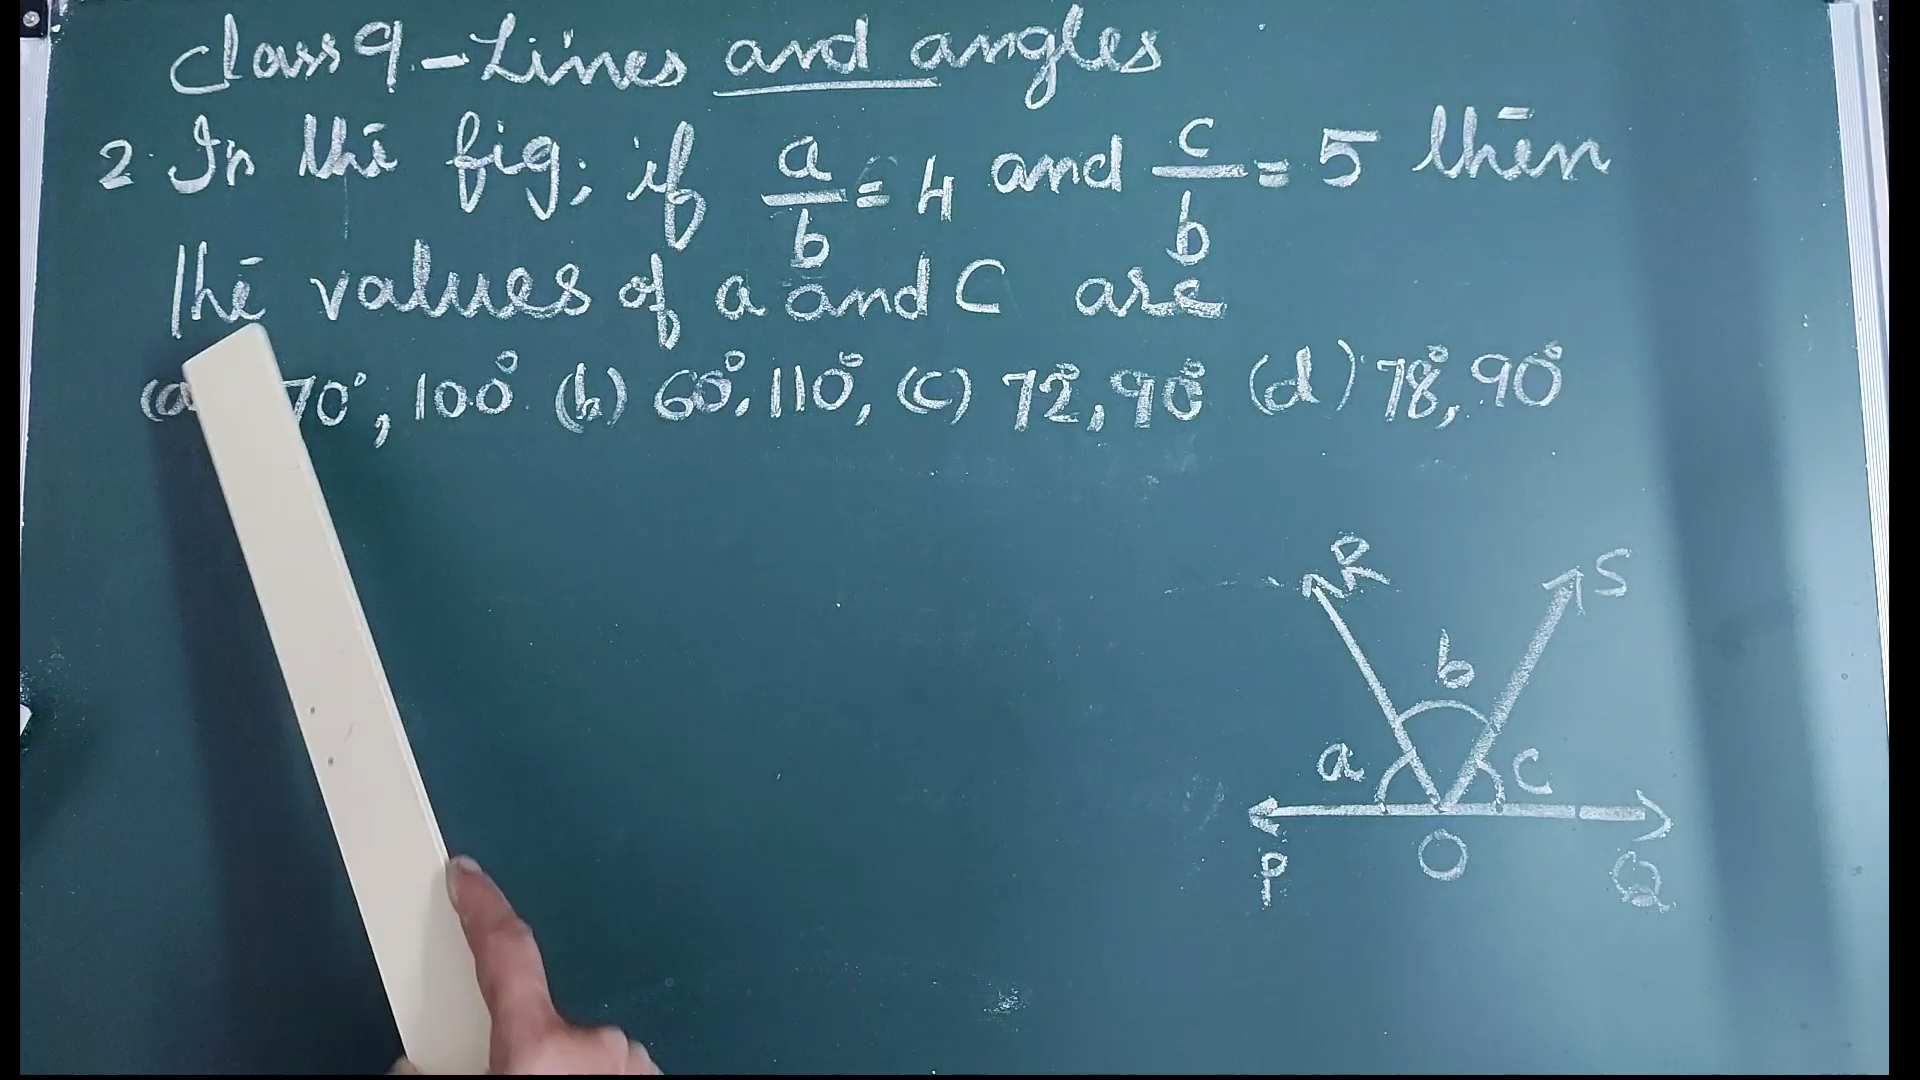 Class 9 - Lines and angles
2. In the fig; if a/b = 4 and c/b = 5 then
the values of a and C are
(a) 70°, 100° (b) 60°, 110°, (c) 72°, 90° (d) 78°, 90°
R
S
b
a
c
P
O
Q